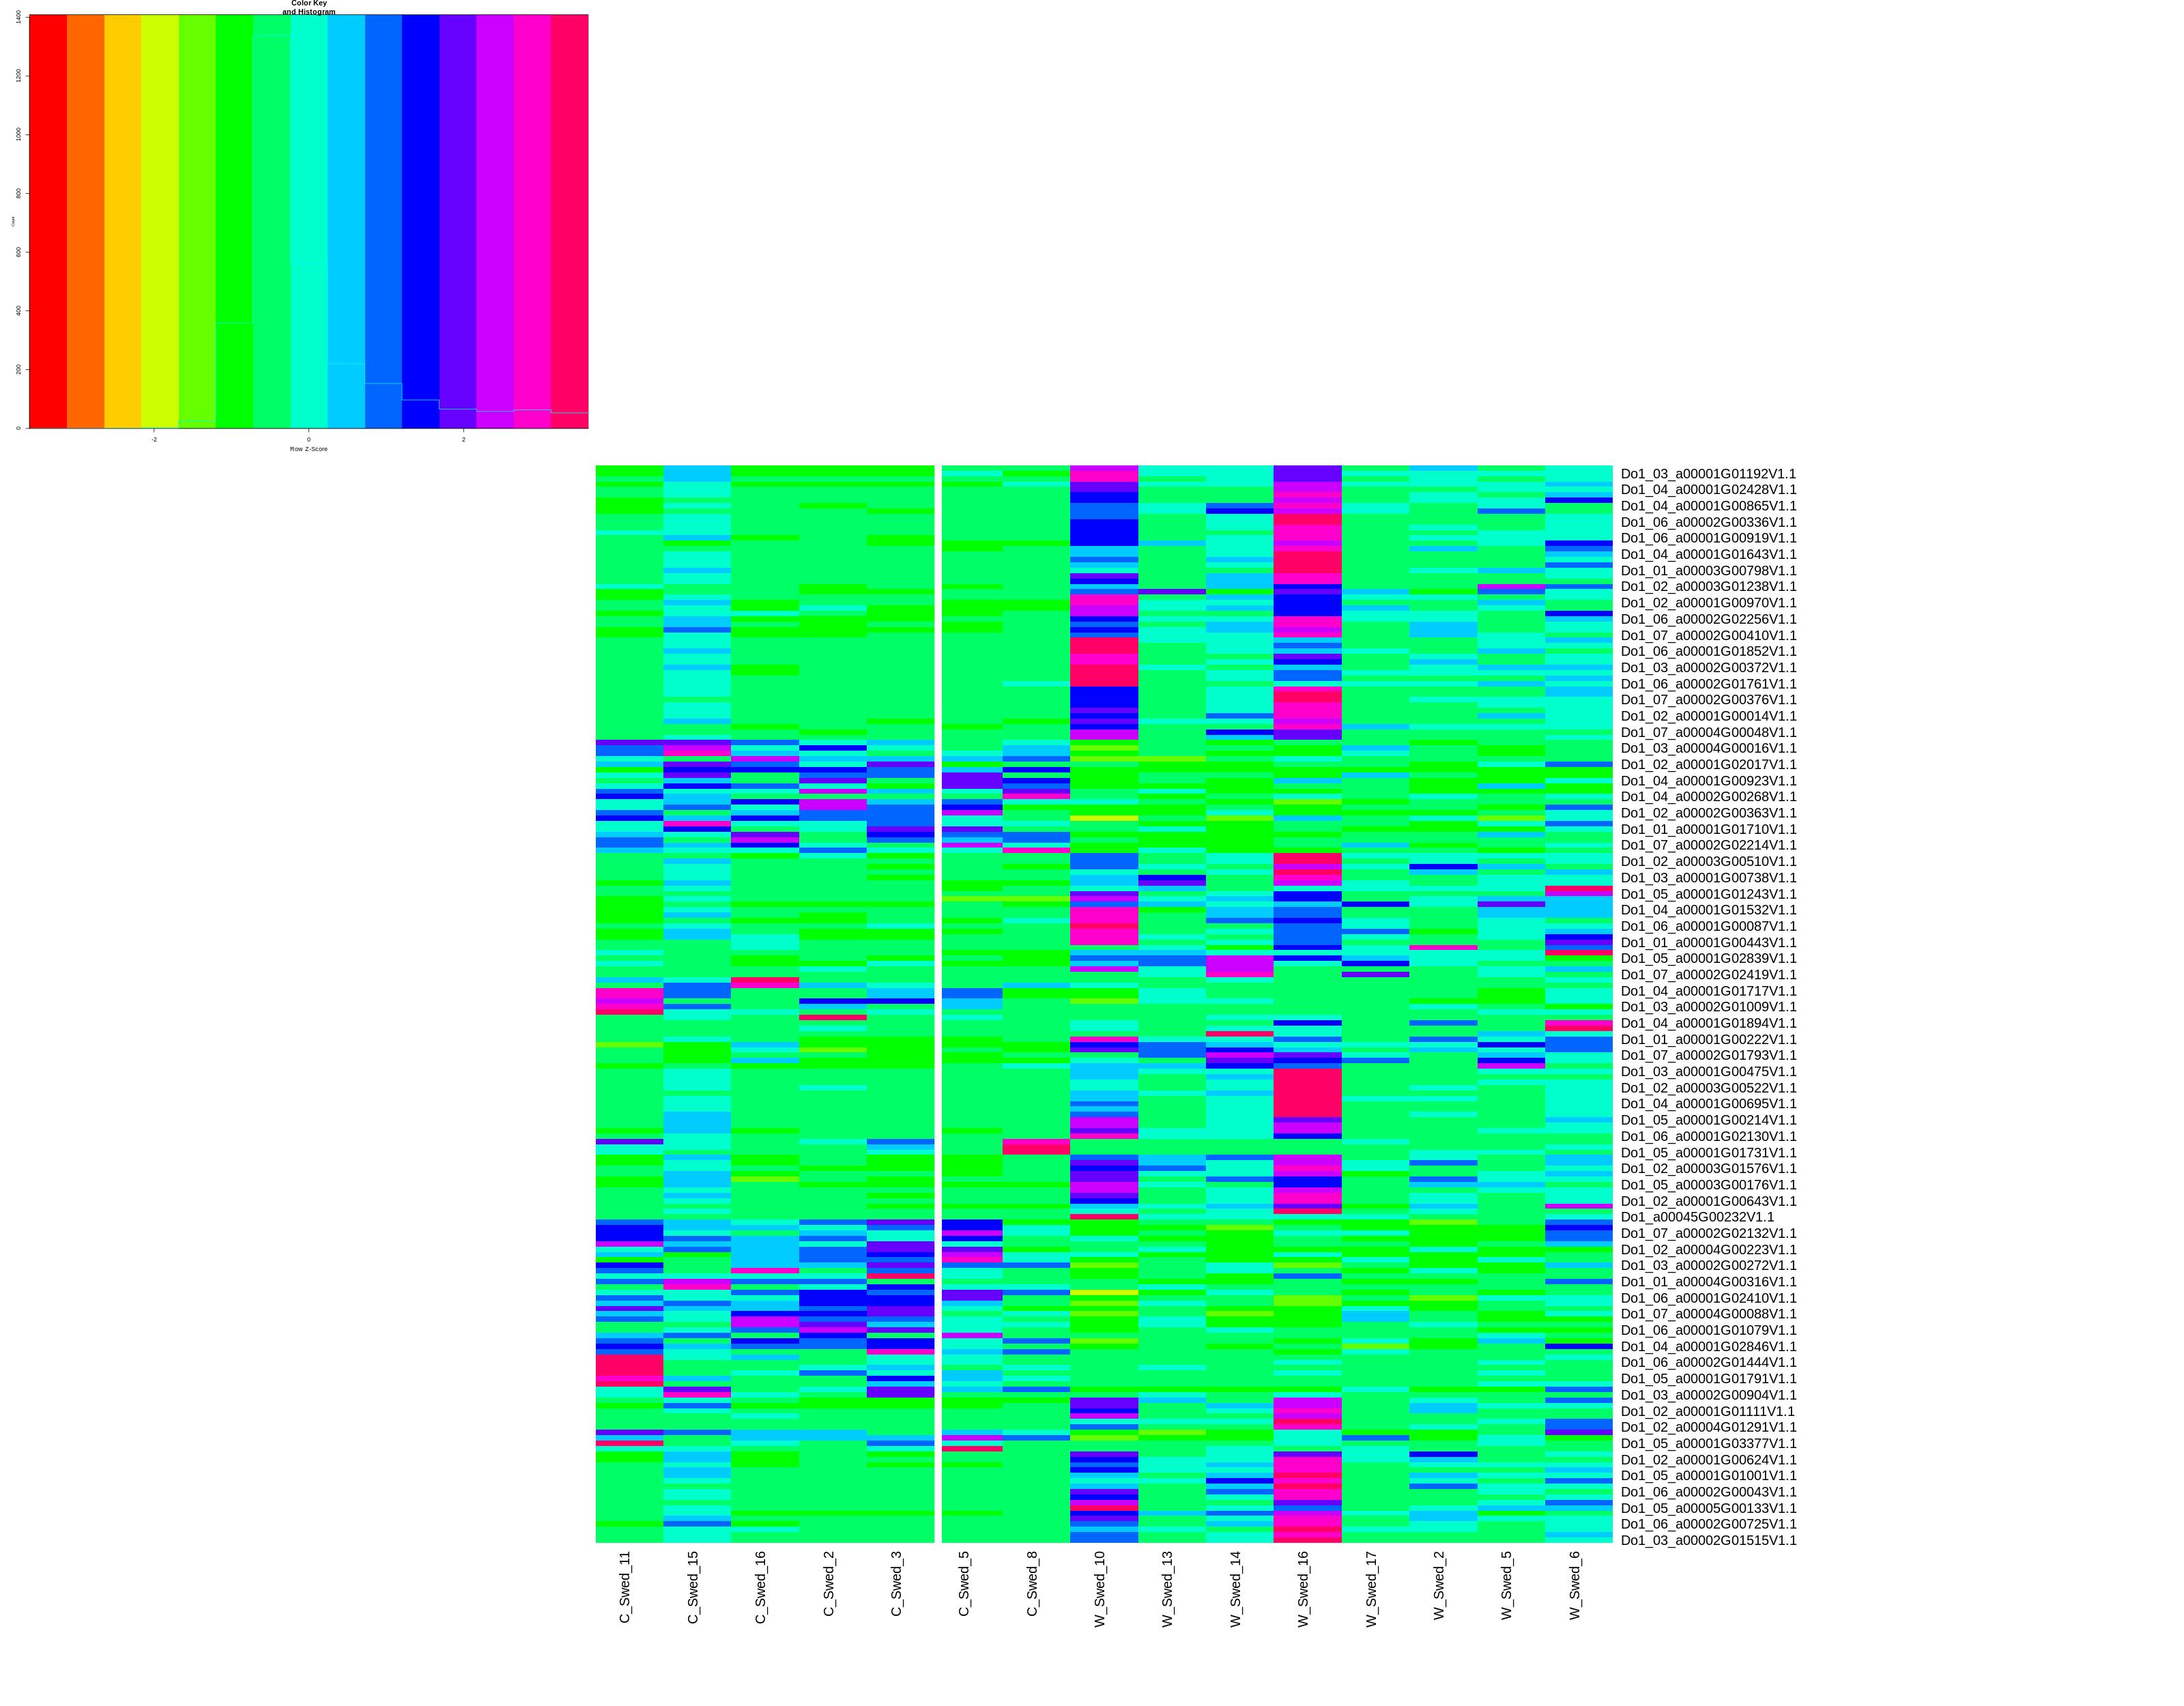 Color Key
and Histogram
1400
1200
1000
800
600
400
200
0
Count
-2 0 2
Row Z-Score
Do1_03_a00001G01192V1.1
Do1_04_a00001G02428V1.1
Do1_04_a00001G00865V1.1
Do1_06_a00002G00336V1.1
Do1_06_a00001G00919V1.1
Do1_04_a00001G01643V1.1
Do1_01_a00003G00798V1.1
Do1_02_a00003G01238V1.1
Do1_02_a00001G00970V1.1
Do1_06_a00002G02256V1.1
Do1_07_a00002G00410V1.1
Do1_06_a00001G01852V1.1
Do1_03_a00002G00372V1.1
Do1_06_a00002G01761V1.1
Do1_07_a00002G00376V1.1
Do1_02_a00001G00014V1.1
Do1_07_a00004G00048V1.1
Do1_03_a00004G00016V1.1
Do1_02_a00001G02017V1.1
Do1_04_a00001G00923V1.1
Do1_04_a00002G00268V1.1
Do1_02_a00002G00363V1.1
Do1_01_a00001G01710V1.1
Do1_07_a00002G02214V1.1
Do1_02_a00003G00510V1.1
Do1_03_a00001G00738V1.1
Do1_05_a00001G01243V1.1
Do1_04_a00001G01532V1.1
Do1_06_a00001G00087V1.1
Do1_01_a00001G00443V1.1
Do1_05_a00001G02839V1.1
Do1_07_a00002G02419V1.1
Do1_04_a00001G01717V1.1
Do1_03_a00002G01009V1.1
Do1_04_a00001G01894V1.1
Do1_01_a00001G00222V1.1
Do1_07_a00002G01793V1.1
Do1_03_a00001G00475V1.1
Do1_02_a00003G00522V1.1
Do1_04_a00001G00695V1.1
Do1_05_a00001G00214V1.1
Do1_06_a00001G02130V1.1
Do1_05_a00001G01731V1.1
Do1_02_a00003G01576V1.1
Do1_05_a00003G00176V1.1
Do1_02_a00001G00643V1.1
Do1_a00045G00232V1.1
Do1_07_a00002G02132V1.1
Do1_02_a00004G00223V1.1
Do1_03_a00002G00272V1.1
Do1_01_a00004G00316V1.1
Do1_06_a00001G02410V1.1
Do1_07_a00004G00088V1.1
Do1_06_a00001G01079V1.1
Do1_04_a00001G02846V1.1
Do1_06_a00002G01444V1.1
Do1_05_a00001G01791V1.1
Do1_03_a00002G00904V1.1
Do1_02_a00001G01111V1.1
Do1_02_a00004G01291V1.1
Do1_05_a00001G03377V1.1
Do1_02_a00001G00624V1.1
Do1_05_a00001G01001V1.1
Do1_06_a00002G00043V1.1
Do1_05_a00005G00133V1.1
Do1_06_a00002G00725V1.1
Do1_03_a00002G01515V1.1
C_Swed_11
C_Swed_15
C_Swed_16
C_Swed_2
C_Swed_3
C_Swed_5
C_Swed_8
W_Swed_10
W_Swed_13
W_Swed_14
W_Swed_16
W_Swed_17
W_Swed_2
W_Swed_5
W_Swed_6